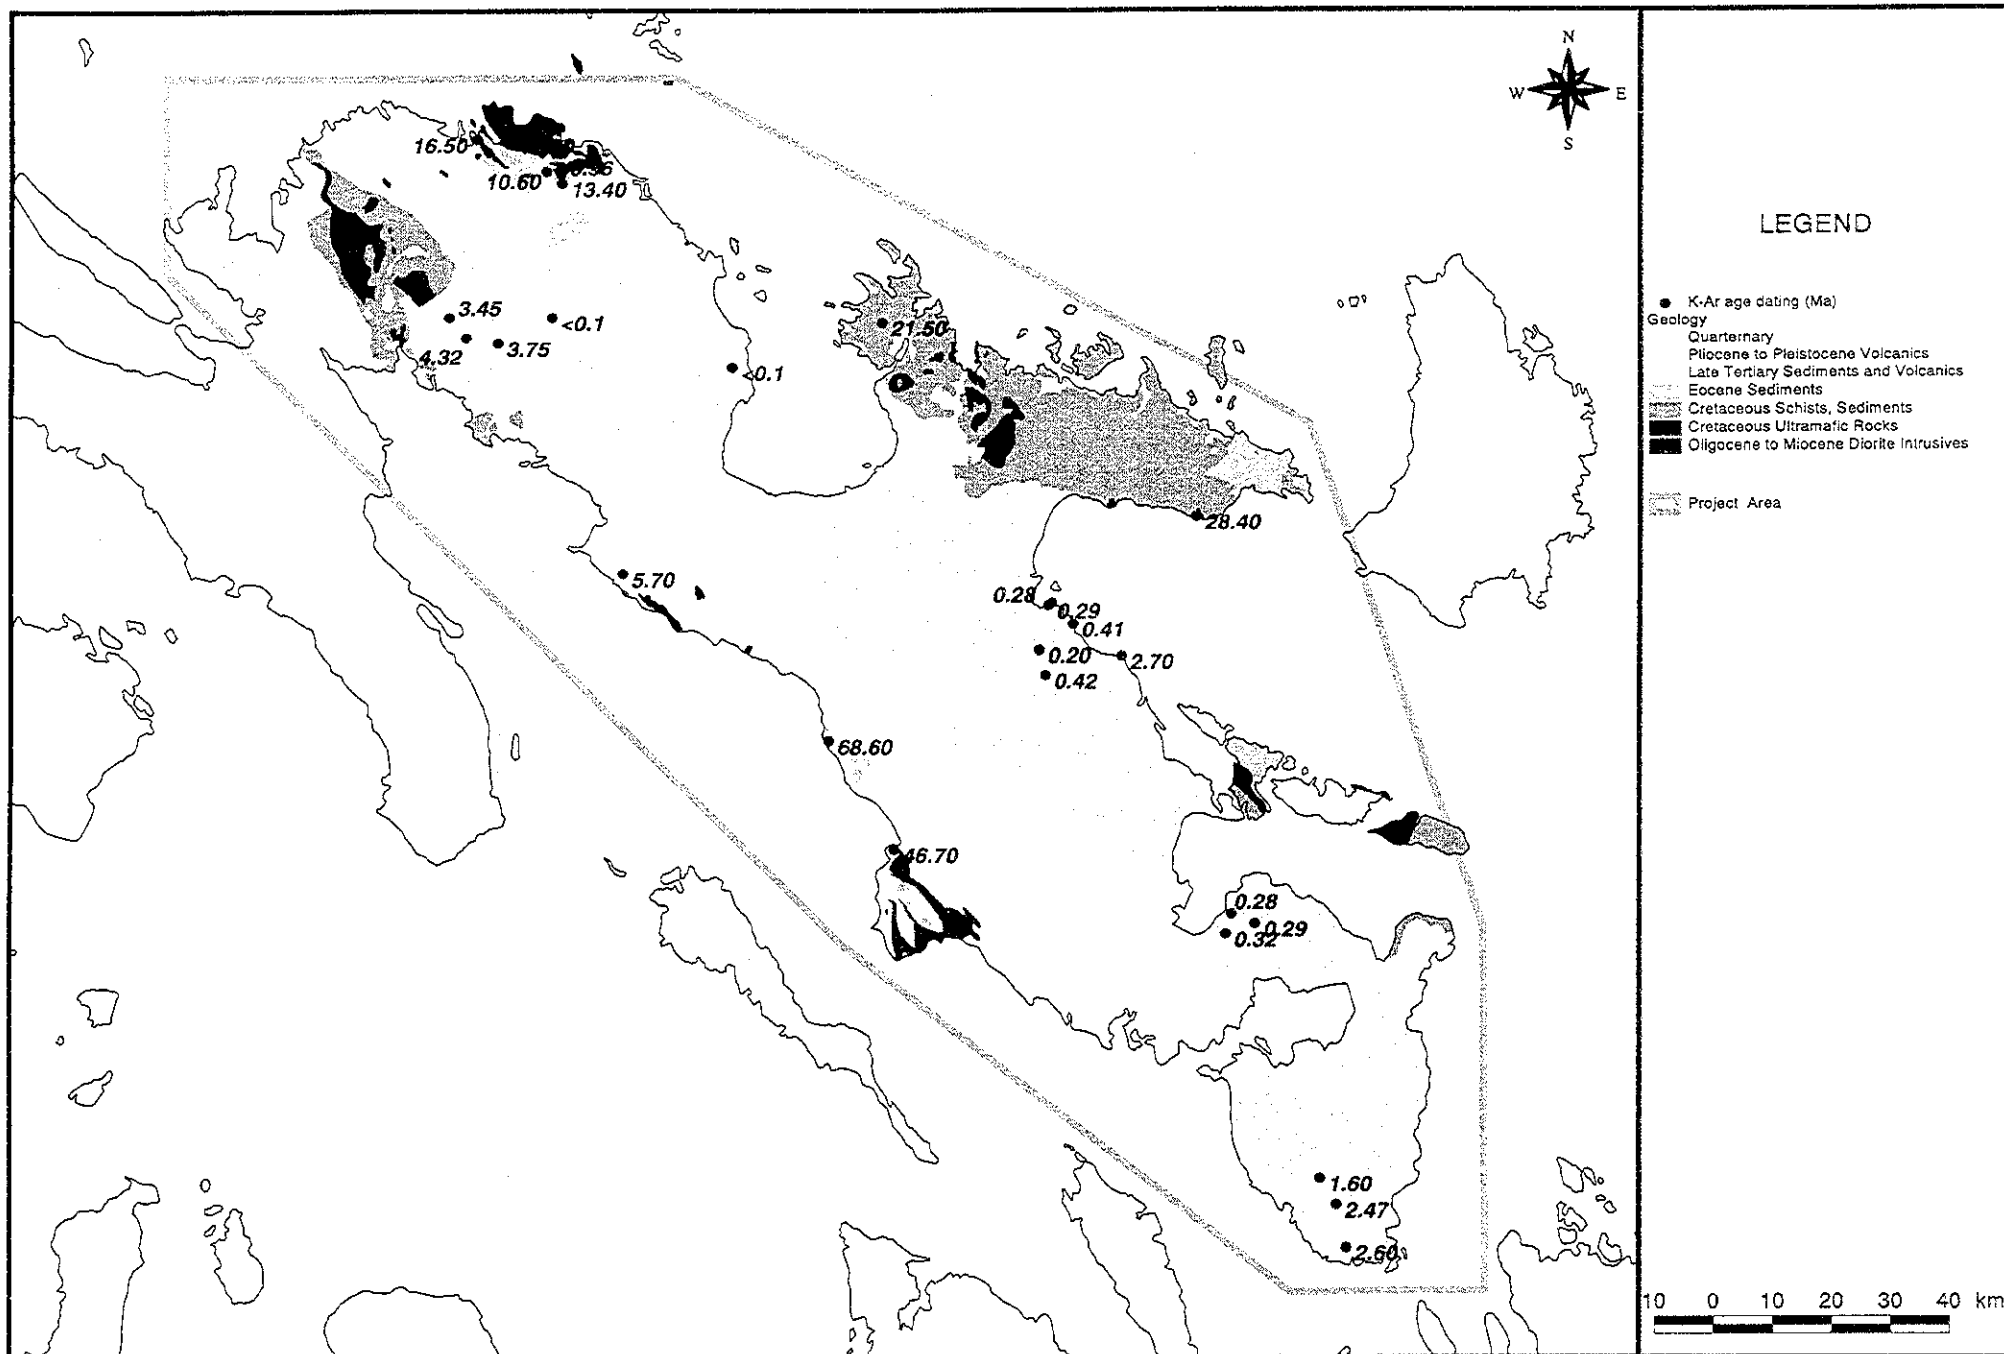 N
W
E
S
16.50
10.60
13.40
3.45
<0.1
4.32
3.75
<0.1
21.50
28.40
5.70
0.28
0.29
0.41
0.20
2.70
0.42
68.60
46.70
0.28
0.29
0.32
1.60
2.47
2.60
LEGEND
K-Ar age dating (Ma)
Geology
Quarternary
Pliocene to Pleistocene Volcanics
Late Tertiary Sediments and Volcanics
Eocene Sediments
Cretaceous Schists, Sediments
Cretaceous Ultramafic Rocks
Oligocene to Miocene Diorite Intrusives
Project Area
10 0 10 20 30 40 km